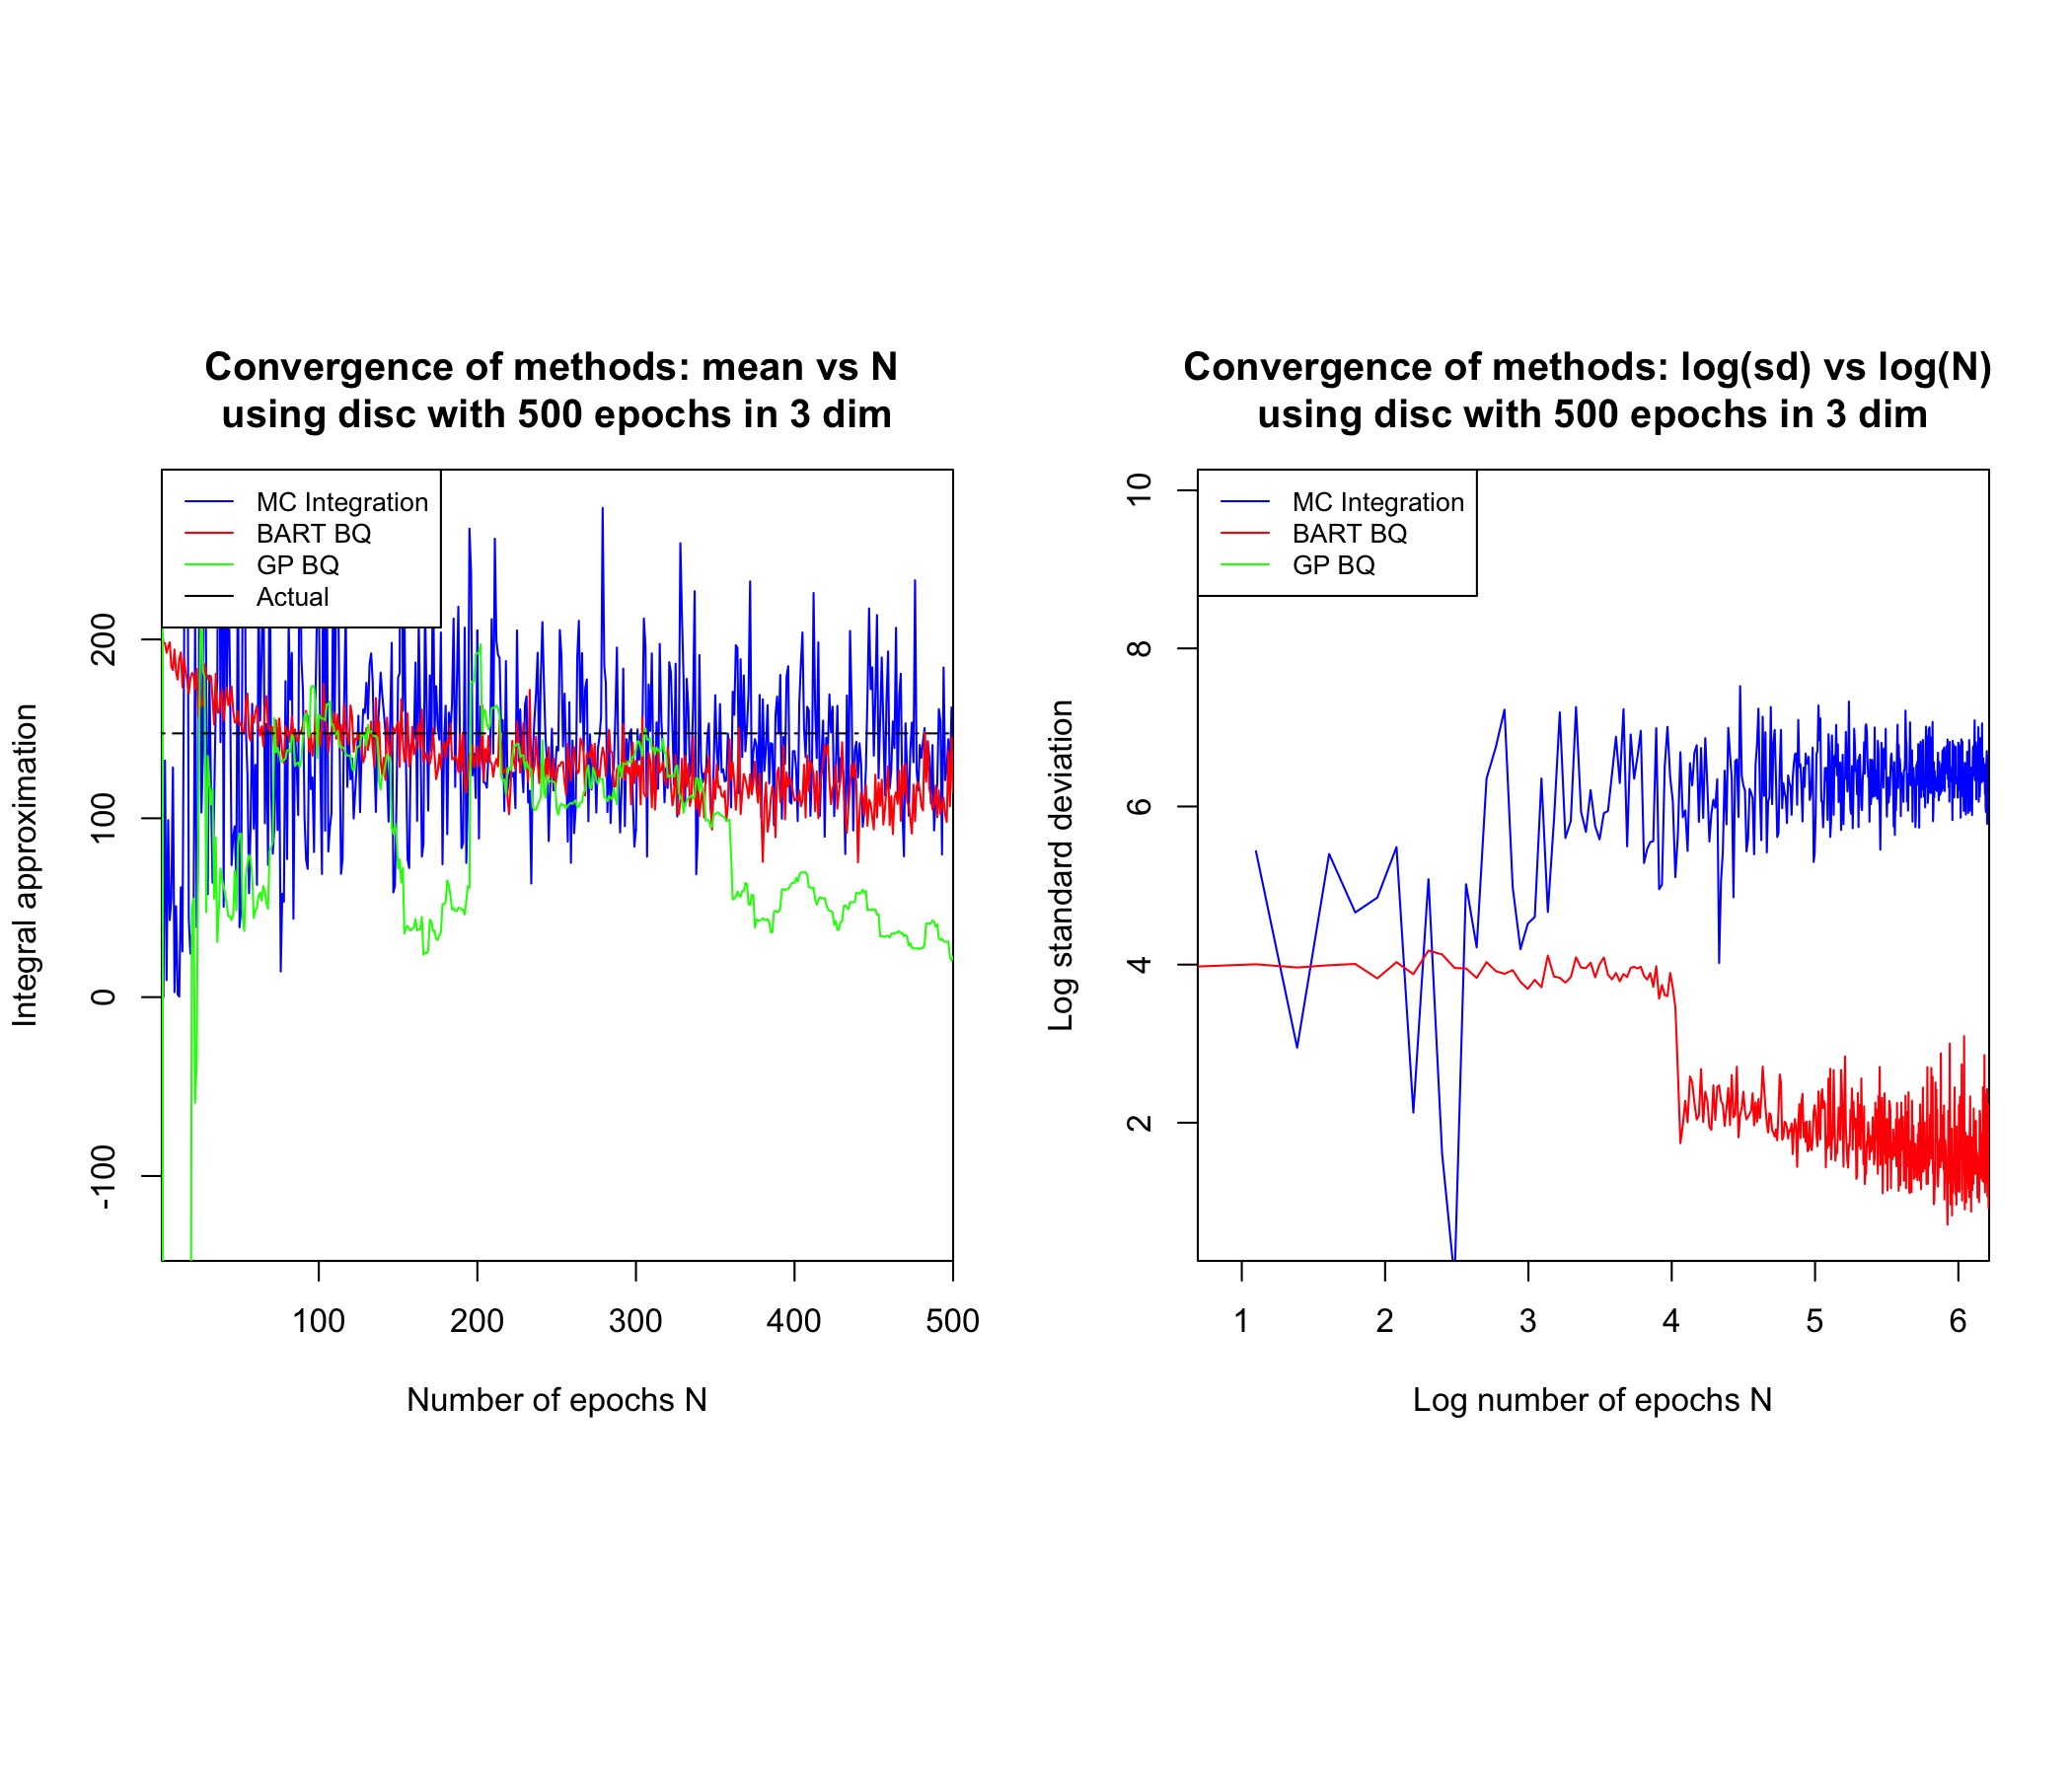 Convergence of methods: mean vs N
using disc with 500 epochs in 3 dim
MC Integration
BART BQ
GP BQ
Actual
Integral approximation
200
100
0
-100
100 200 300 400 500
Number of epochs N
Convergence of methods: log(sd) vs log(N)
using disc with 500 epochs in 3 dim
MC Integration
BART BQ
GP BQ
Log standard deviation
10
8
6
4
2
1 2 3 4 5 6
Log number of epochs N